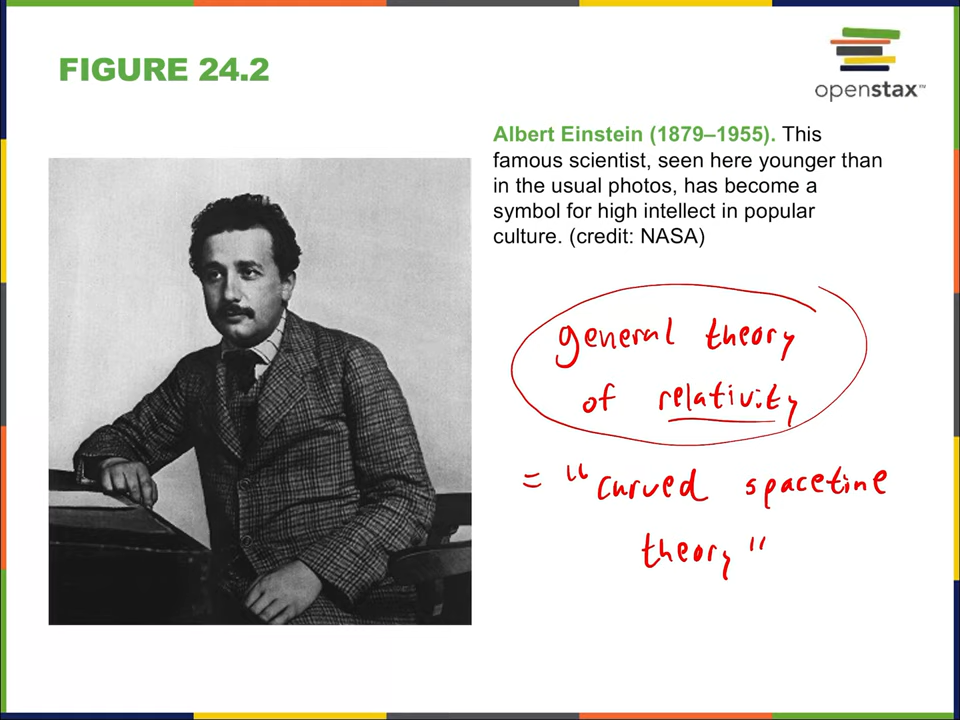 FIGURE 24.2
openstax™
Albert Einstein (1879–1955). This
famous scientist, seen here younger than
in the usual photos, has become a
symbol for high intellect in popular
culture. (credit: NASA)
general theory
of relativity
= "curved spacetime
theory"